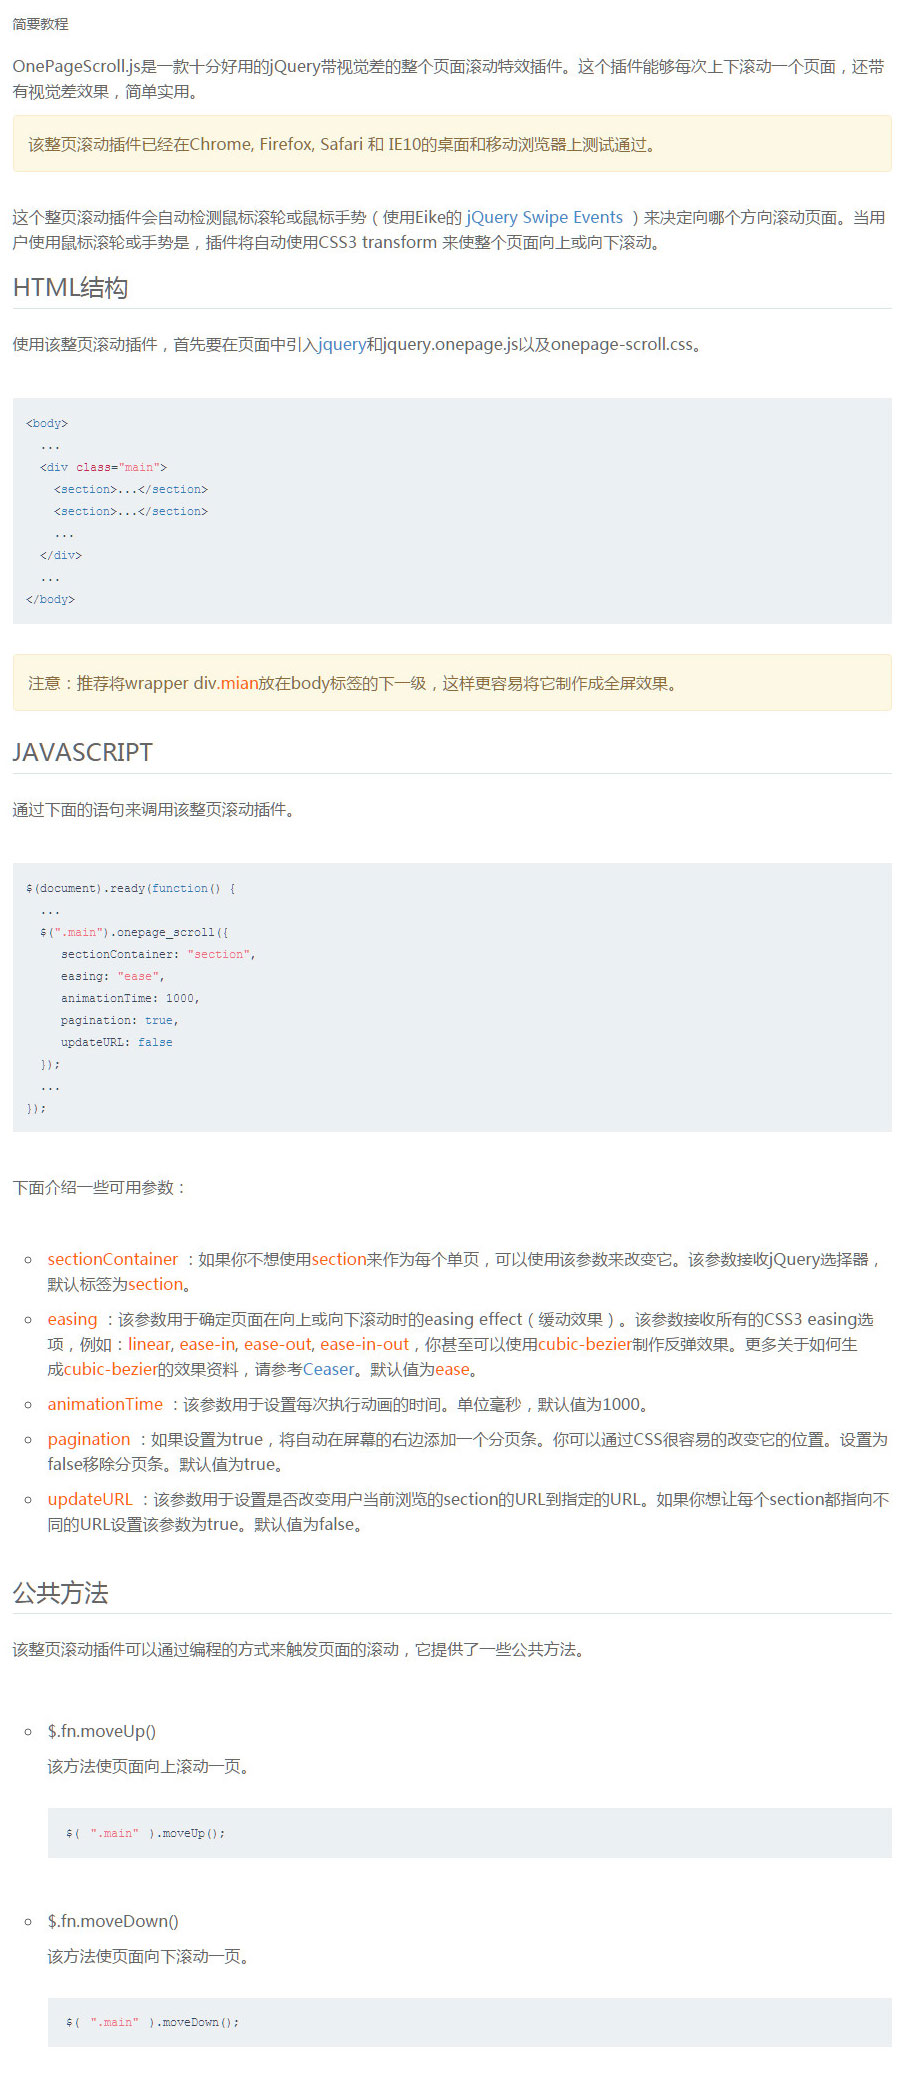 简要教程
OnePageScroll.js是一款十分好用的jQuery带视觉差的整个页面滚动特效插件。这个插件能够每次上下滚动一个页面，还带
有视觉差效果，简单实用。
该整页滚动插件已经在Chrome, Firefox, Safari 和 IE10的桌面和移动浏览器上测试通过。
这个整页滚动插件会自动检测鼠标滚轮或鼠标手势（使用Eike的 jQuery Swipe Events ）来决定向哪个方向滚动页面。当用
户使用鼠标滚轮或手势是，插件将自动使用CSS3 transform 来使整个页面向上或向下滚动。
HTML结构
使用该整页滚动插件，首先要在页面中引入jquery和jquery.onepage.js以及onepage-scroll.css。
<body>
...
<div class="main">
<section>...</section>
<section>...</section>
...
</div>
...
</body>
注意：推荐将wrapper div.mian放在body标签的下一级，这样更容易将它制作成全屏效果。
JAVASCRIPT
通过下面的语句来调用该整页滚动插件。
$(document).ready(function() {
...
$(".main").onepage_scroll({
sectionContainer: "section",
easing: "ease",
animationTime: 1000,
pagination: true,
updateURL: false
});
...
});
下面介绍一些可用参数：
sectionContainer ：如果你不想使用section来作为每个单页，可以使用该参数来改变它。该参数接收jQuery选择器，
默认标签为section。
easing ：该参数用于确定页面在向上或向下滚动时的easing effect（缓动效果）。该参数接收所有的CSS3 easing选
项，例如：linear, ease-in, ease-out, ease-in-out，你甚至可以使用cubic-bezier制作反弹效果。更多关于如何生
成cubic-bezier的效果资料，请参考Ceaser。默认值为ease。
animationTime ：该参数用于设置每次执行动画的时间。单位毫秒，默认值为1000。
pagination ：如果设置为true，将自动在屏幕的右边添加一个分页条。你可以通过CSS很容易的改变它的位置。设置为
false移除分页条。默认值为true。
updateURL ：该参数用于设置是否改变用户当前浏览的section的URL到指定的URL。如果你想让每个section都指向不
同的URL设置该参数为true。默认值为false。
公共方法
该整页滚动插件可以通过编程的方式来触发页面的滚动，它提供了一些公共方法。
$.fn.moveUp()
该方法使页面向上滚动一页。
$( ".main" ).moveUp();
$.fn.moveDown()
该方法使页面向下滚动一页。
$( ".main" ).moveDown();